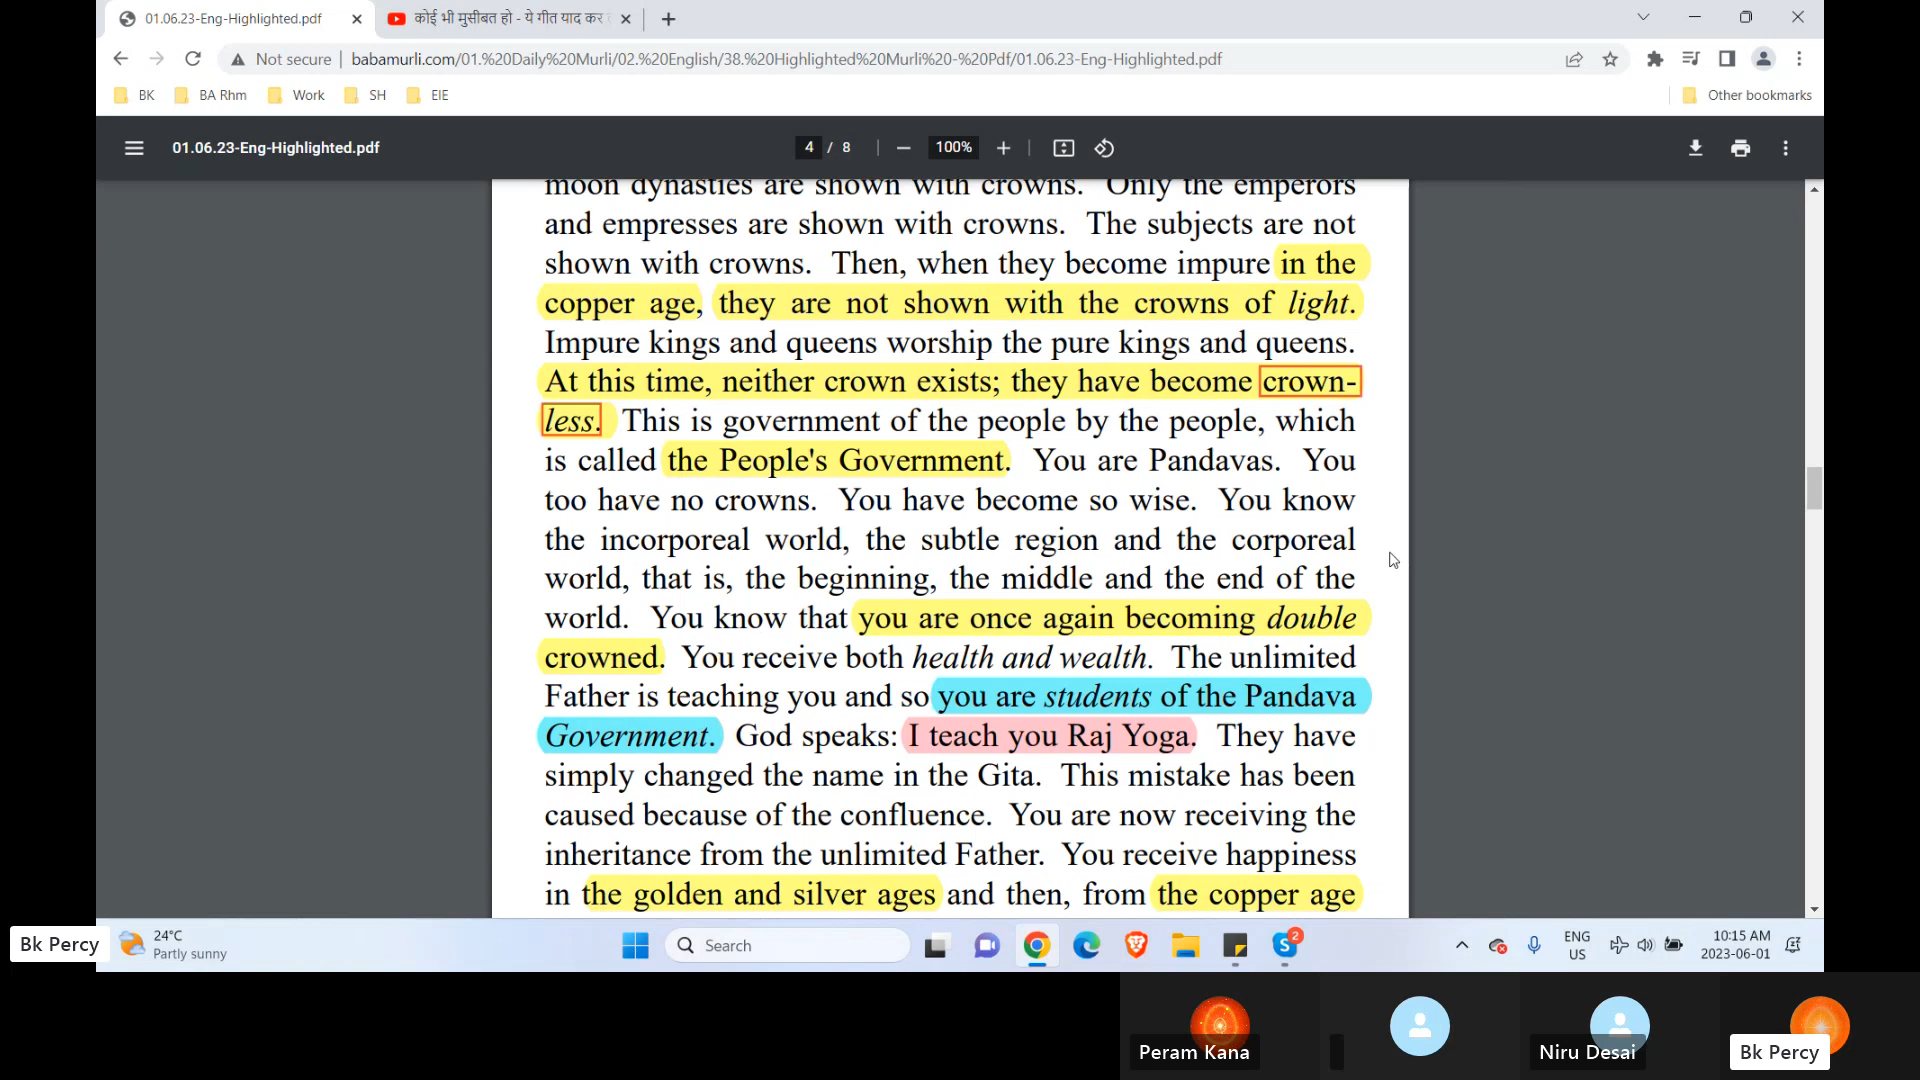 01.06.23-Eng-Highlighted.pdf
कोई भी मुसीबत हो - ये गीत याद कर
Not secure | babamurli.com/01.%20Daily%20Murli/02.%20English/38.%20Highlighted%20Murli%20-%20Pdf/01.06.23-Eng-Highlighted.pdf
BK BA Rhm Work SH EIE Other bookmarks
01.06.23-Eng-Highlighted.pdf 4 / 8 100%
moon dynasties are shown with crowns. Only the emperors
and empresses are shown with crowns. The subjects are not
shown with crowns. Then, when they become impure in the
copper age, they are not shown with the crowns of light.
Impure kings and queens worship the pure kings and queens.
At this time, neither crown exists; they have become crown-
less. This is government of the people by the people, which
is called the People's Government. You are Pandavas. You
too have no crowns. You have become so wise. You know
the incorporeal world, the subtle region and the corporeal
world, that is, the beginning, the middle and the end of the
world. You know that you are once again becoming double
crowned. You receive both health and wealth. The unlimited
Father is teaching you and so you are students of the Pandava
Government. God speaks: I teach you Raj Yoga. They have
simply changed the name in the Gita. This mistake has been
caused because of the confluence. You are now receiving the
inheritance from the unlimited Father. You receive happiness
in the golden and silver ages and then, from the copper age
Bk Percy
24°C
Partly sunny
Search
2
ENG
US
10:15 AM
2023-06-01
Peram Kana
Niru Desai
Bk Percy